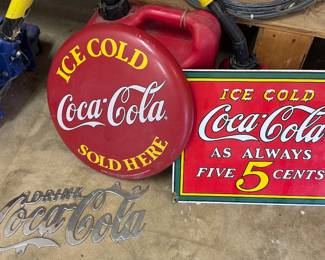 ICE COLD
Coca-Cola
SOLD HERE
ICE COLD
Coca-Cola
AS ALWAYS
FIVE 5 CENTS
DRINK
Coca-Cola